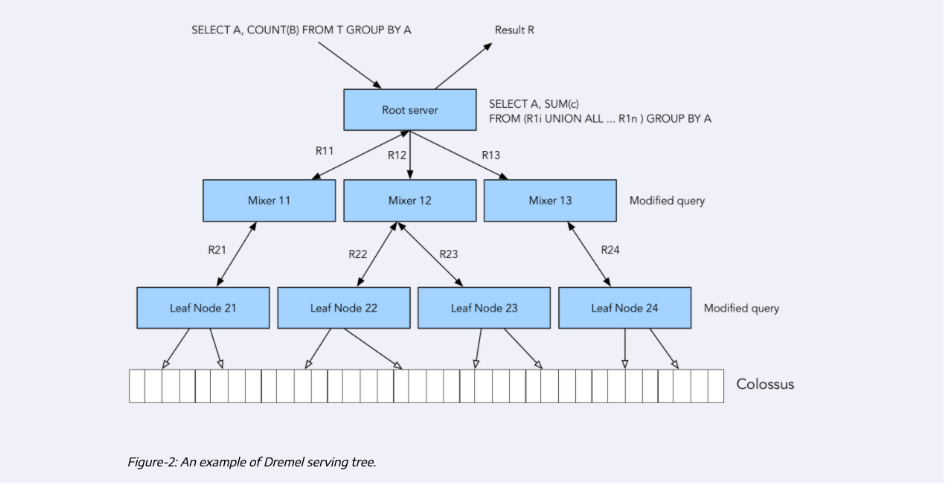 SELECT A, COUNT(B) FROM T GROUP BY A
Result R
Root server
SELECT A, SUM(c)
FROM (R1i UNION ALL ... R1n ) GROUP BY A
R11
R12
R13
Mixer 11
Mixer 12
Mixer 13
Modified query
R21
R22
R23
R24
Leaf Node 21
Leaf Node 22
Leaf Node 23
Leaf Node 24
Modified query
Colossus
Figure-2: An example of Dremel serving tree.